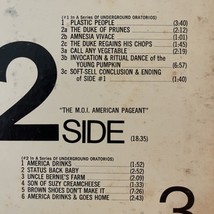 (#1 In A Series Of UNDERGROUND ORATORIOS)
1 PLASTIC PEOPLE (3:40)
2a THE DUKE OF PRUNES (2:12)
2b AMNESIA VIVACE (1:01)
2c THE DUKE REGAINS HIS CHOPS (1:45)
3a CALL ANY VEGETABLE (2:19)
3b INVOCATION & RITUAL DANCE of the YOUNG PUMPKIN (6:57)
3c SOFT-SELL CONCLUSION & ENDING of SIDE #1 (1:40)
2
"THE M.O.I. AMERICAN PAGEANT"
SIDE (18:35)
(#2 In A Series Of UNDERGROUND ORATORIOS)
1 AMERICA DRINKS (1:52)
2 STATUS BACK BABY (2:52)
3 UNCLE BERNIE'S FARM (2:09)
4 SON OF SUZY CREAMCHEESE (1:33)
5 BROWN SHOES DON'T MAKE IT (7:26)
6 AMERICA DRINKS & GOES HOME (2:43)
3